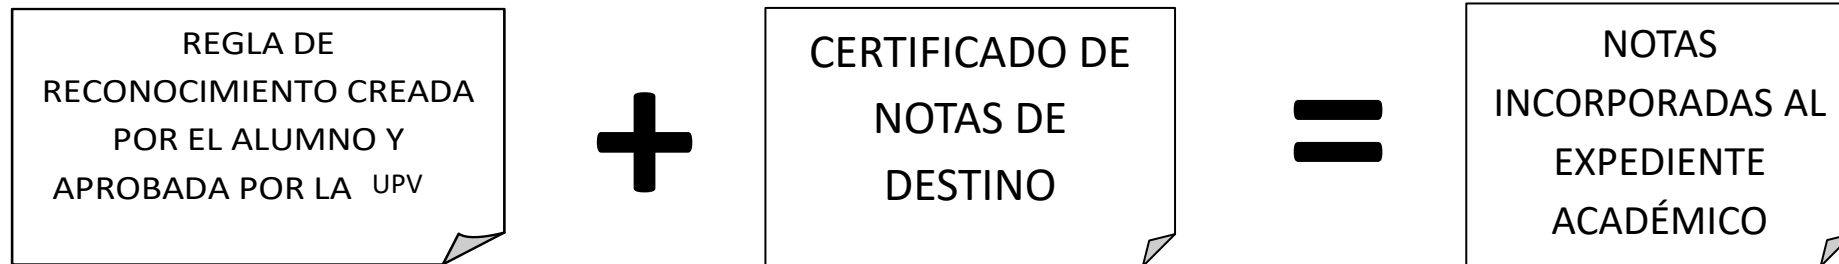 REGLA DE
RECONOCIMIENTO CREADA
POR EL ALUMNO Y
APROBADA POR LA UPV
+
CERTIFICADO DE
NOTAS DE
DESTINO
=
NOTAS
INCORPORADAS AL
EXPEDIENTE
ACADÉMICO